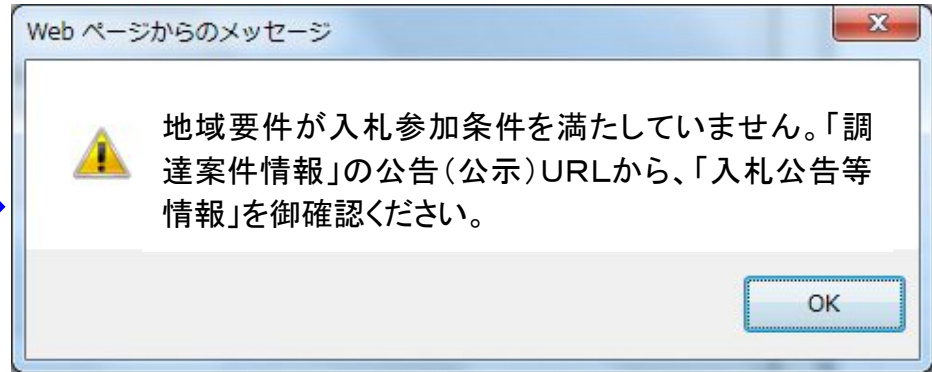 Web ページからのメッセージ
地域要件が入札参加条件を満たしていません。「調
達案件情報」の公告(公示)URLから、「入札公告等
情報」を御確認ください。
OK